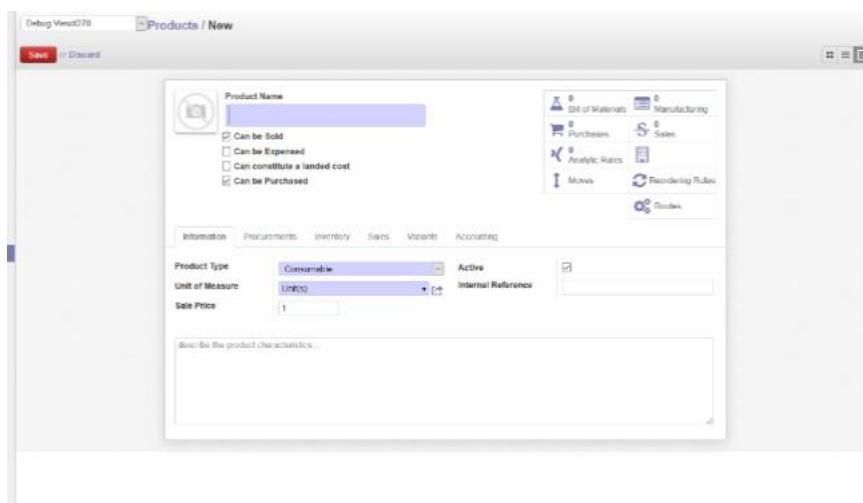 Debug View#278
Products / New
Save or Discard
Product Name
Can be Sold
Can be Expensed
Can constitute a landed cost
Can be Purchased
0
Bill of Materials
0
Manufacturing
0
Purchases
0
Sales
0
Analytic Rules
Moves
Reordering Rules
Routes
Information Procurements Inventory Sales Variants Accounting
Product Type Consumable Active
Unit of Measure Unit(s) Internal Reference
Sale Price 1
describe the product characteristics...